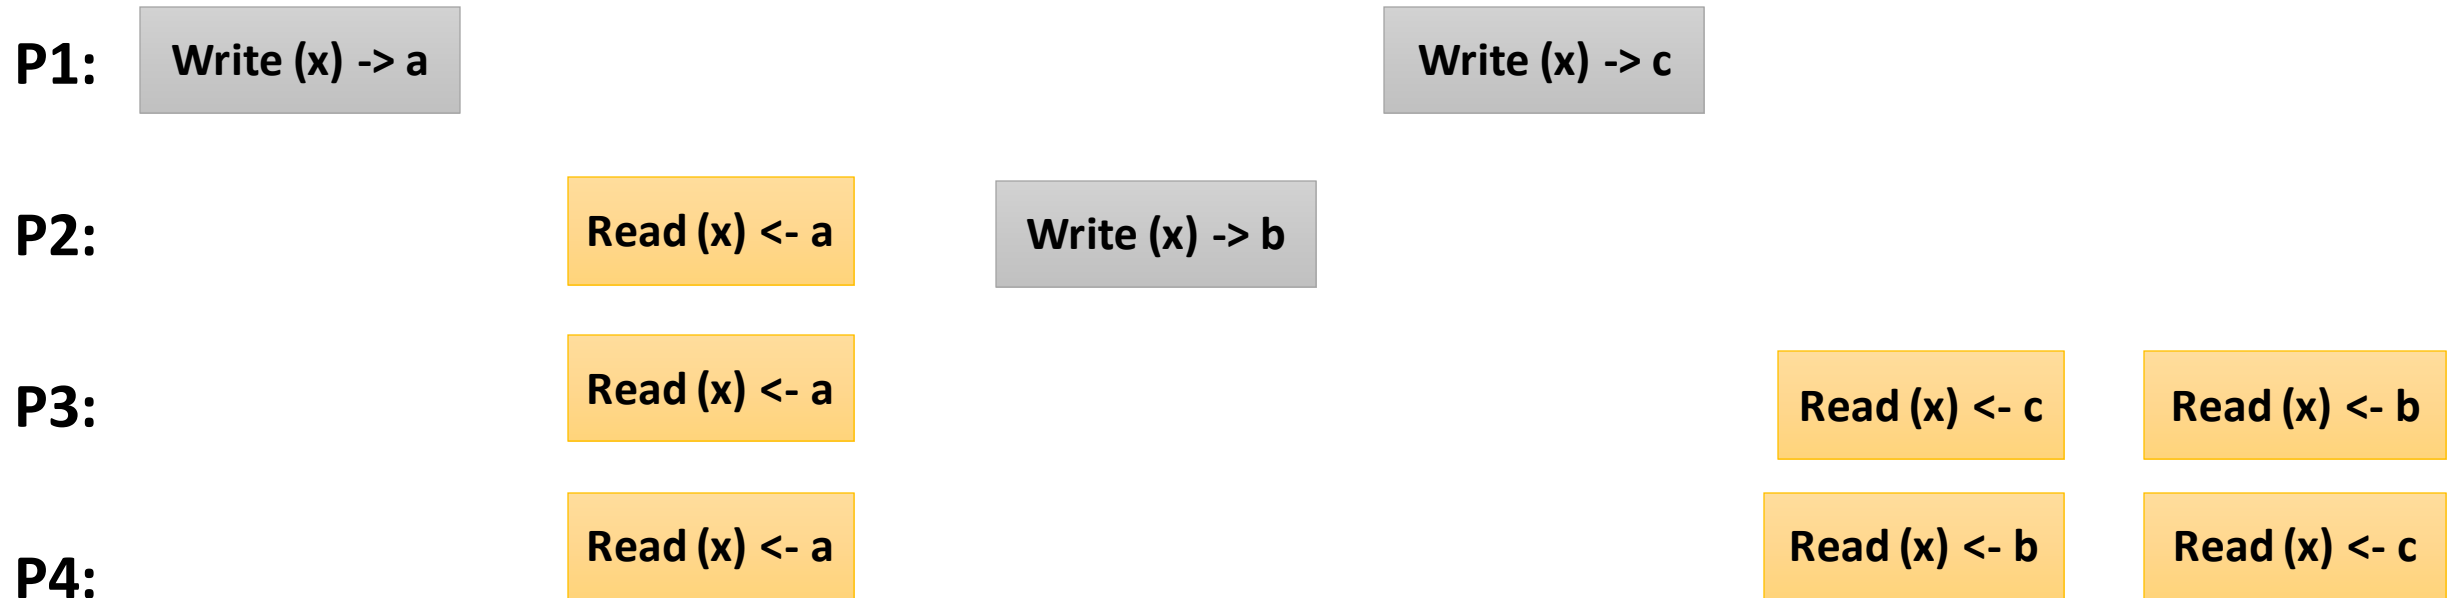 P1: Write (x) -> a Write (x) -> c
P2: Read (x) <- a Write (x) -> b
P3: Read (x) <- a Read (x) <- c Read (x) <- b
P4: Read (x) <- a Read (x) <- b Read (x) <- c